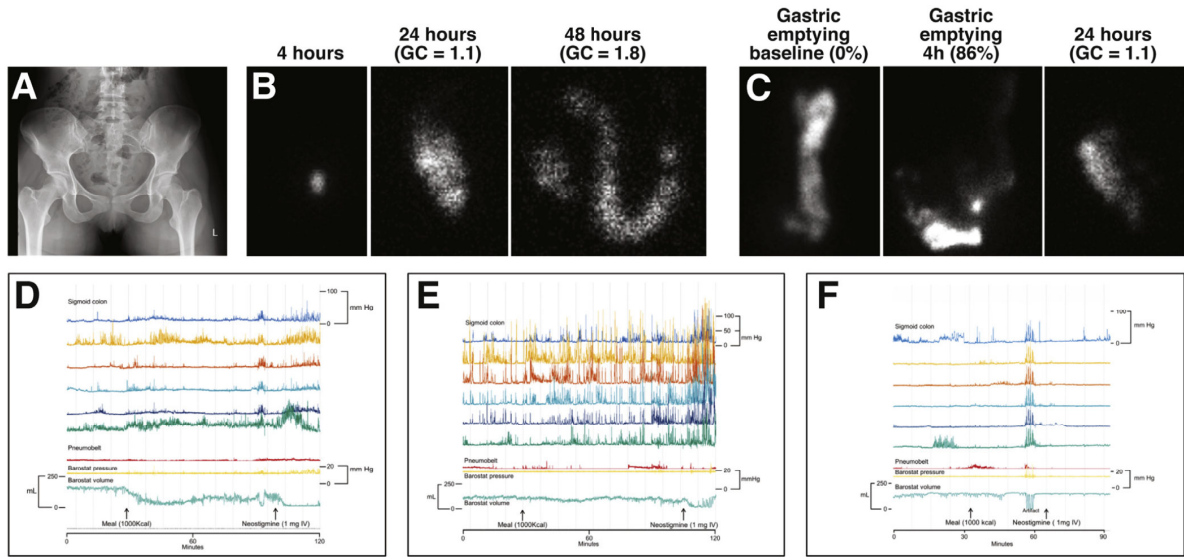 4 hours
24 hours
(GC = 1.1)
48 hours
(GC = 1.8)
Gastric
emptying
baseline (0%)
Gastric
emptying
4h (86%)
24 hours
(GC = 1.1)
A
L
B
C
D
Sigmoid colon
100
0
mm Hg
Pneumobelt
Barostat pressure
20
0
mm Hg
Barostat volume
250
mL
0
Meal (1000Kcal)
Neostigmine (1 mg IV)
0
60
120
Minutes
E
Sigmoid colon
100
50
0
mm Hg
Pneumobelt
Barostat pressure
20
0
mmHg
250
mL
0
Barostat volume
Meal (1000Kcal)
Neostigmine (1 mg IV)
0
60
120
Minutes
F
Sigmoid colon
100
0
mm Hg
Pneumobelt
Barostat pressure
20
0
mm Hg
Barostat volume
250
mL
0
Artifact
Meal (1000 kcal)
Neostigmine ( 1mg IV)
0
30
60
90
Minutes